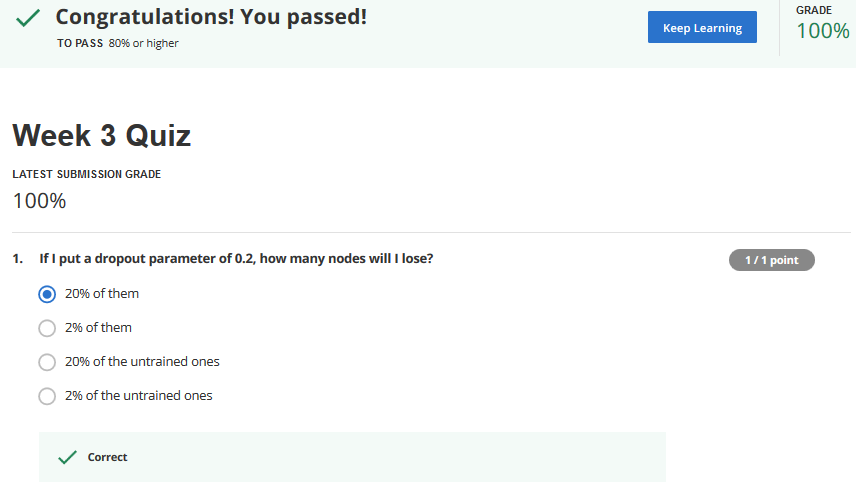 Congratulations! You passed!
TO PASS 80% or higher
Keep Learning
GRADE
100%
Week 3 Quiz
LATEST SUBMISSION GRADE
100%
1. If I put a dropout parameter of 0.2, how many nodes will I lose?
1 / 1 point
20% of them
2% of them
20% of the untrained ones
2% of the untrained ones
Correct